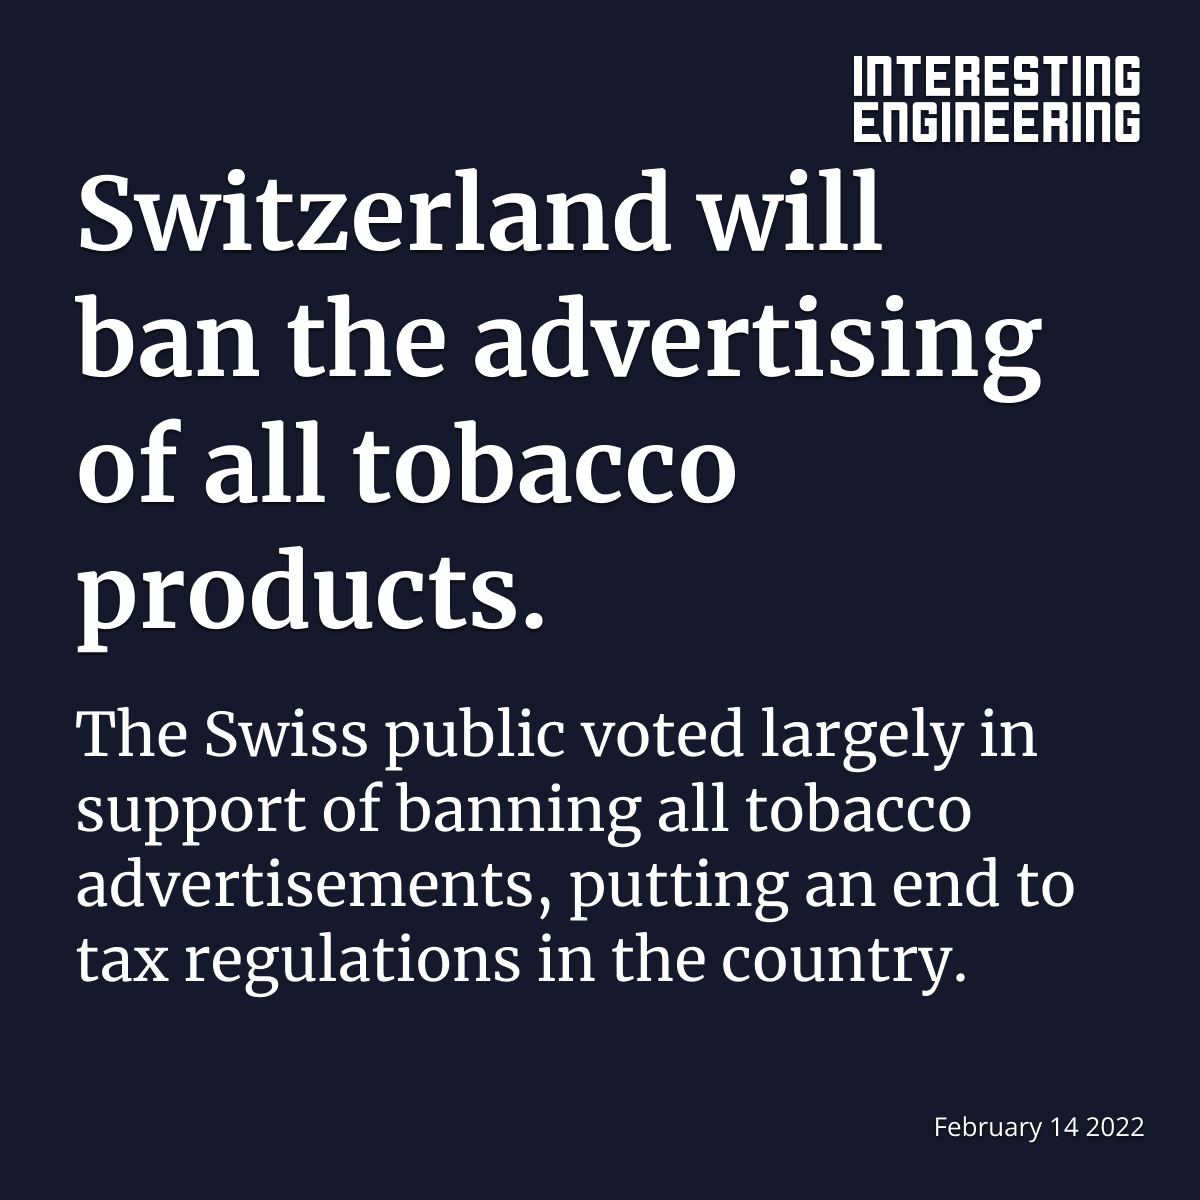 INTERESTING
ENGINEERING
Switzerland will
ban the advertising
of all tobacco
products.
The Swiss public voted largely in
support of banning all tobacco
advertisements, putting an end to
tax regulations in the country.
February 14 2022